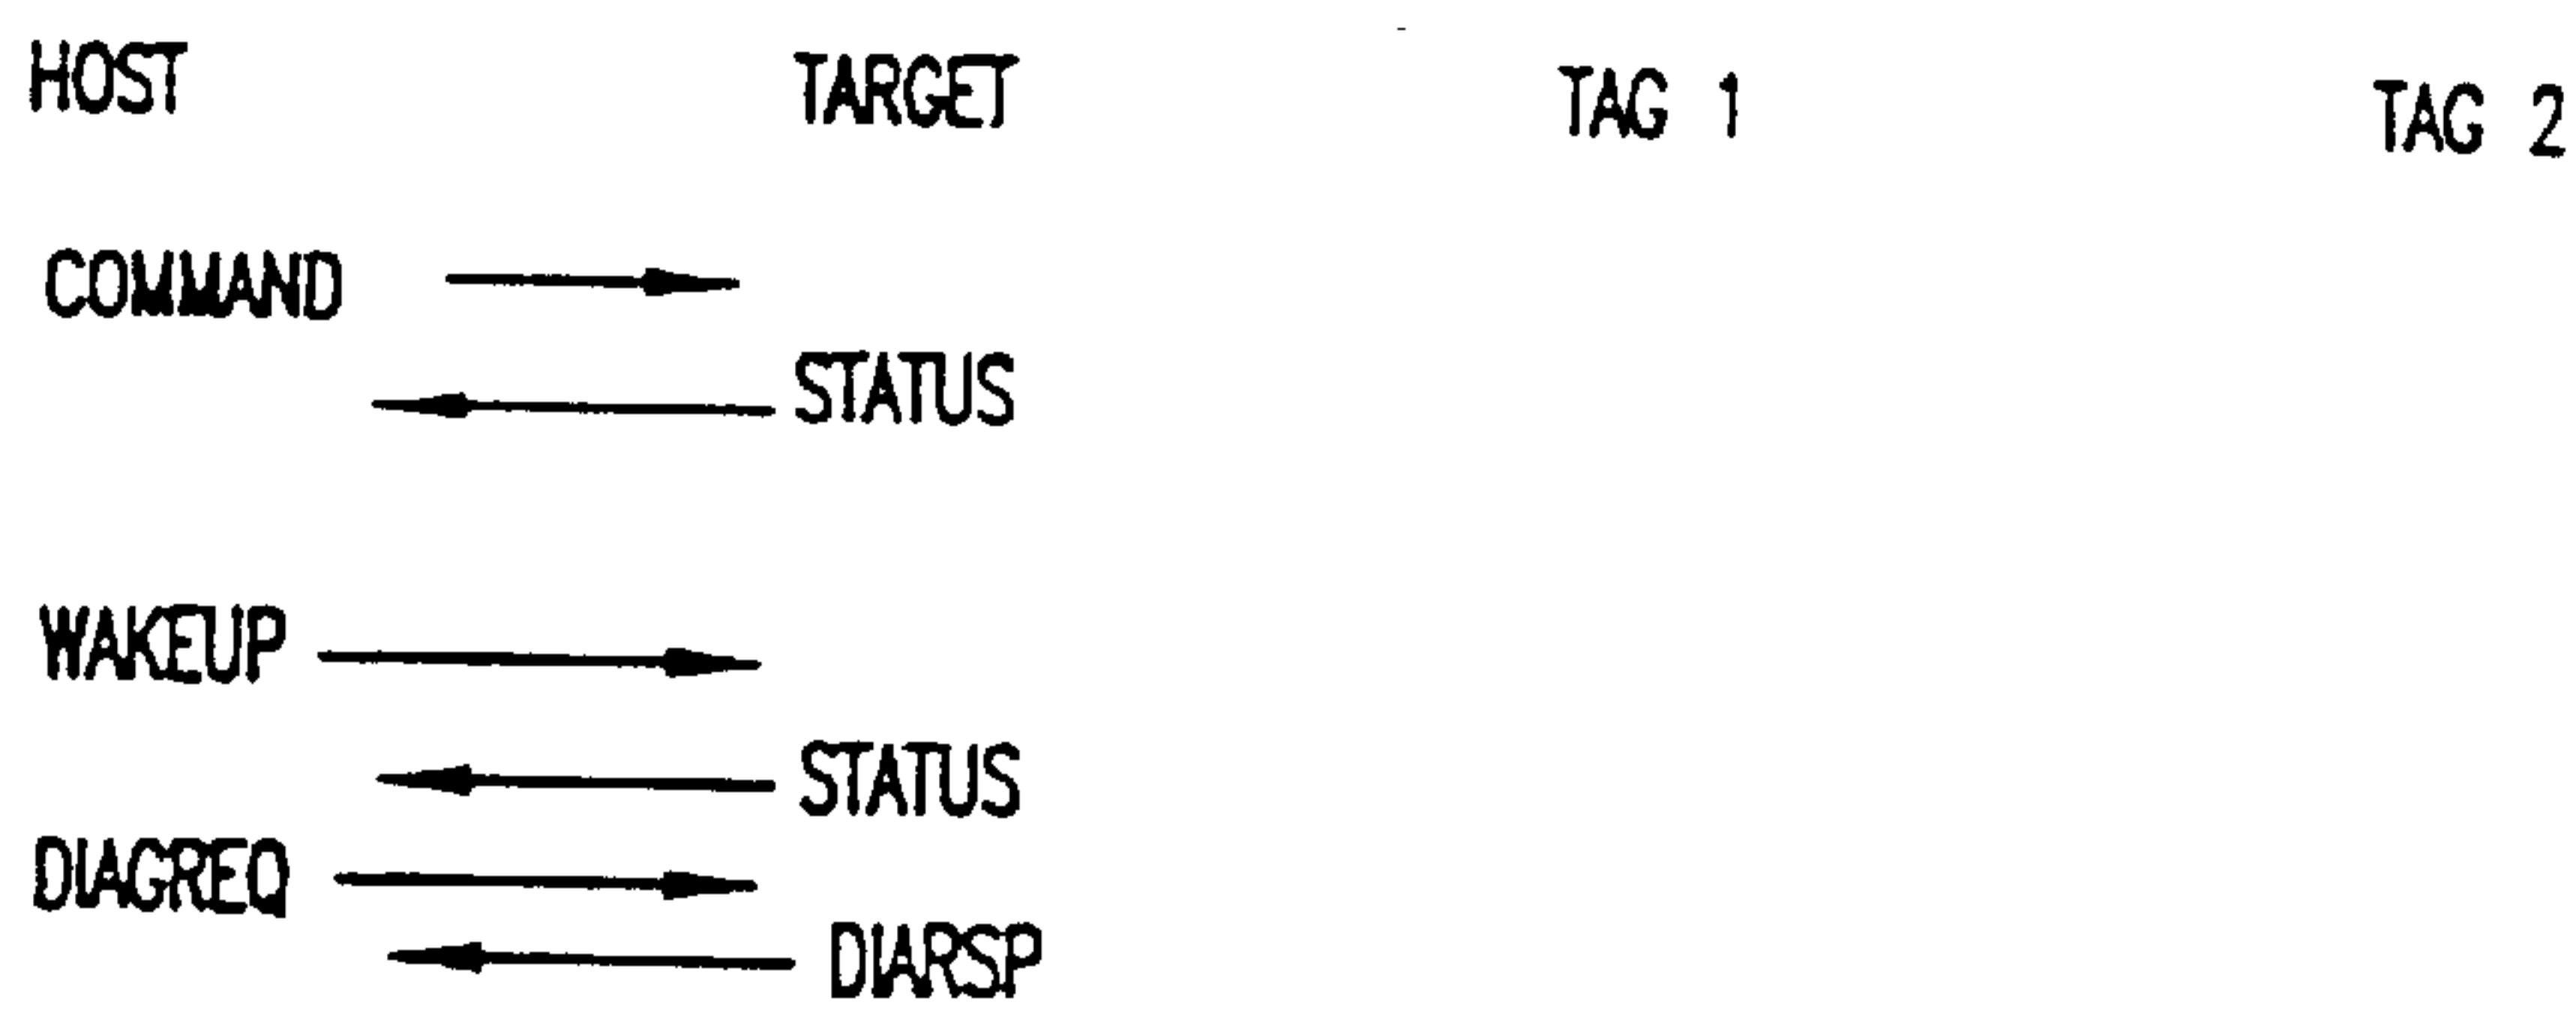 HOST TARGET TAG 1 TAG 2
COMMAND
STATUS
WAKEUP
STATUS
DIAGREQ
DIARSP